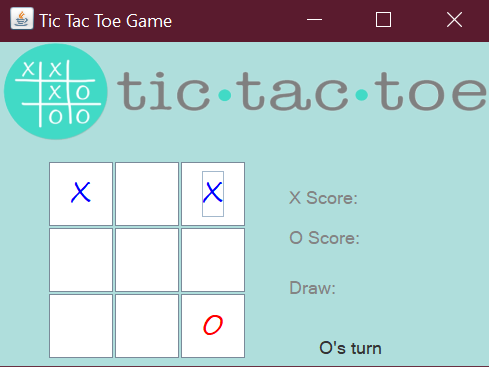 Tic Tac Toe Game
X X
X O
O O
tic·tac·toe
X X
O
X Score:
O Score:
Draw:
O's turn